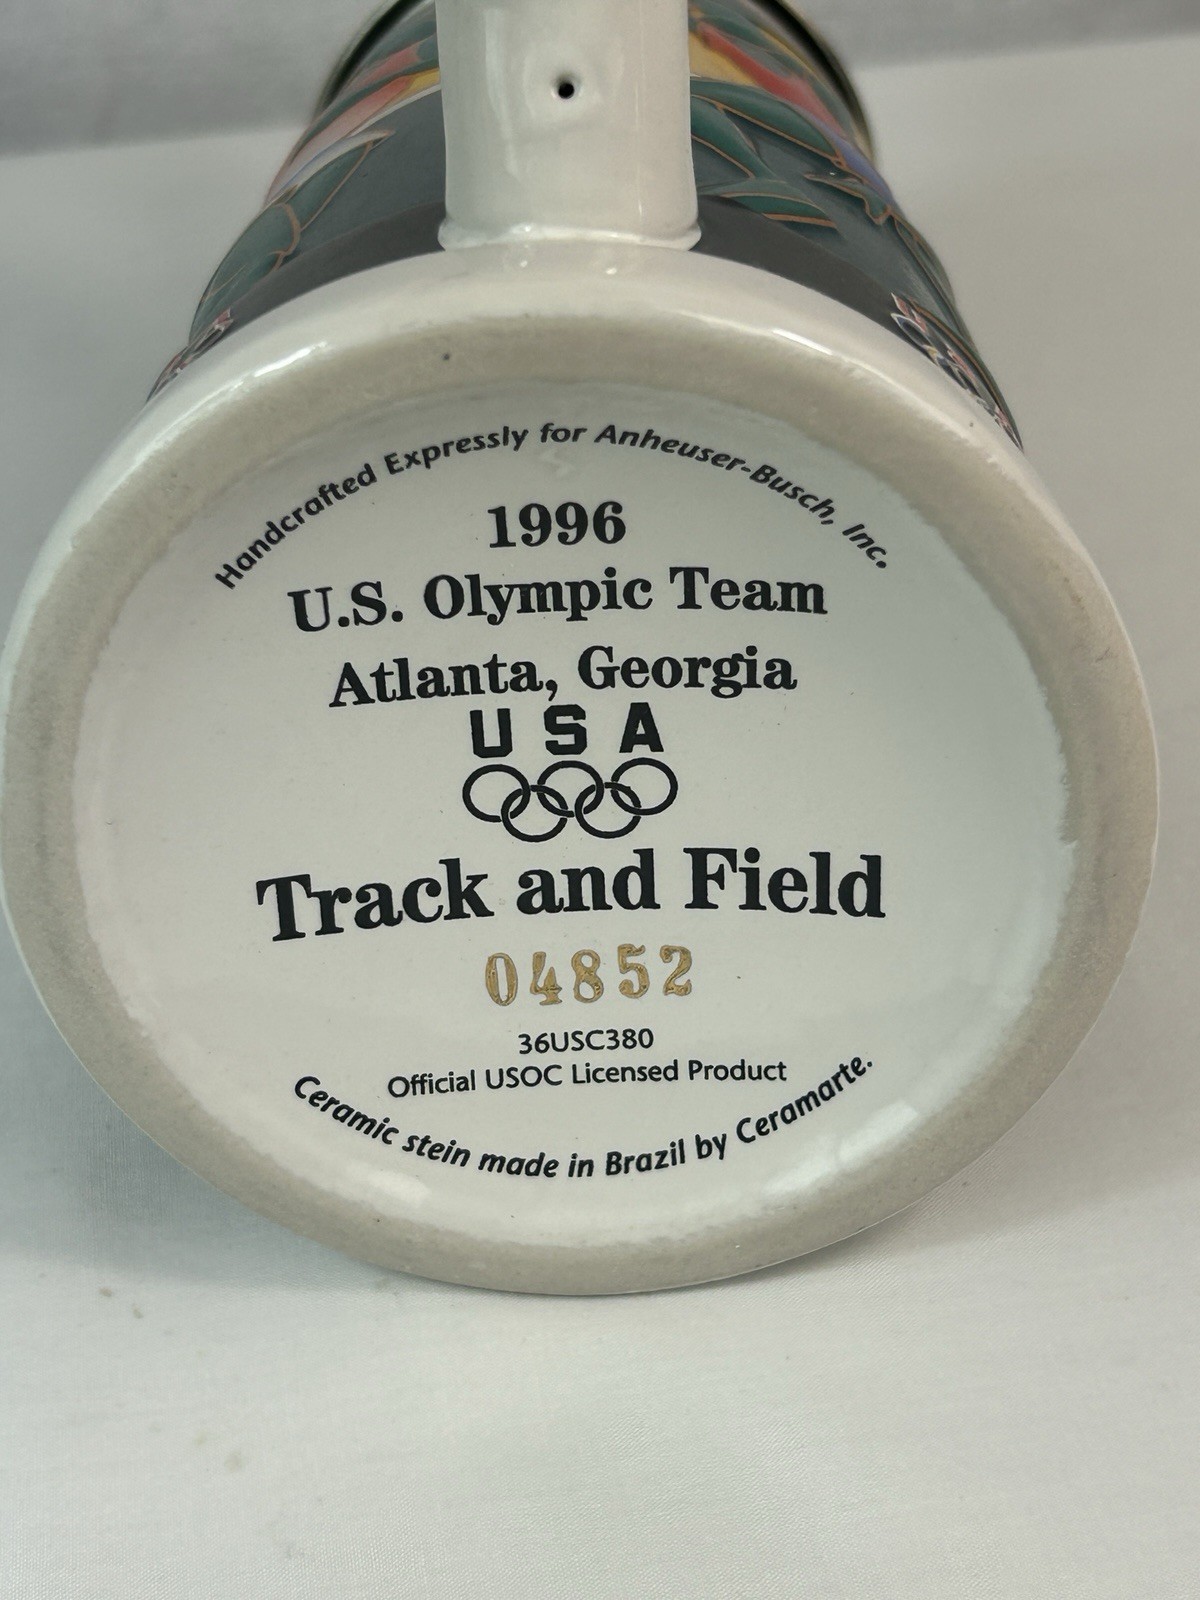 Handcrafted Expressly for Anheuser-Busch, Inc.
1996
U.S. Olympic Team
Atlanta, Georgia
USA
Track and Field
04852
36USC380
Official USOC Licensed Product
Ceramic stein made in Brazil by Ceramarte.